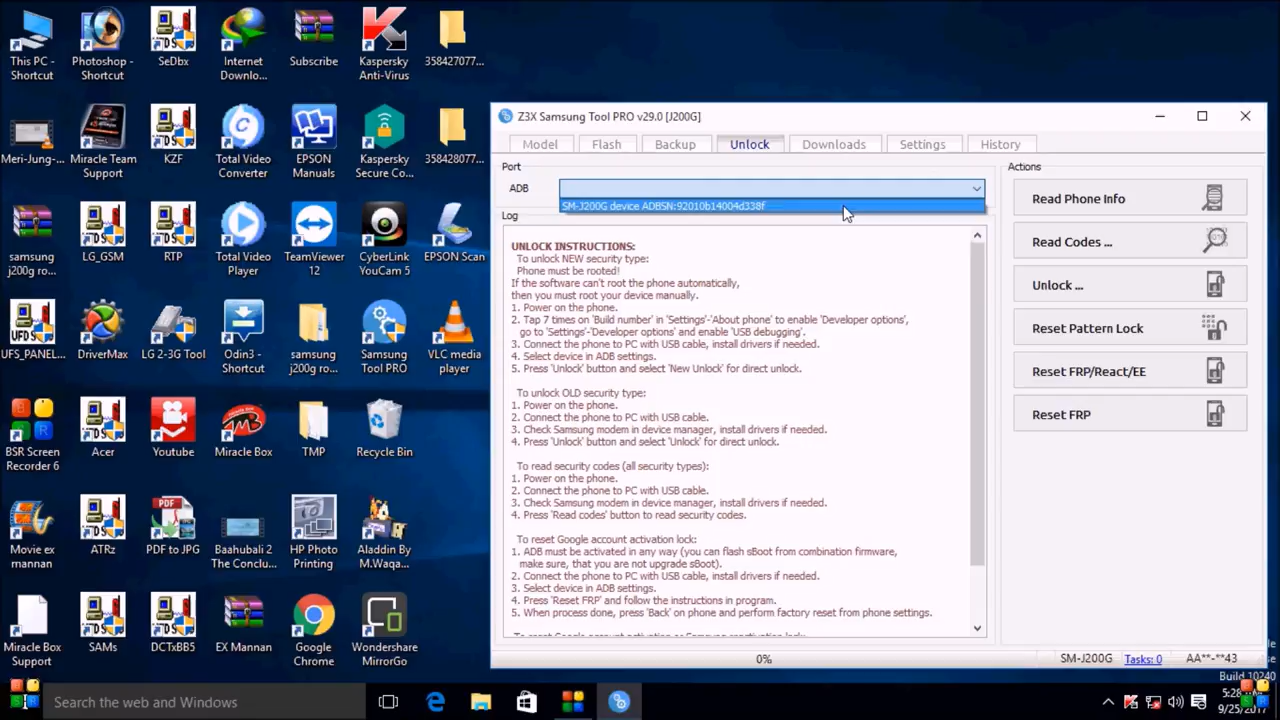 This PC -
Shortcut
Photoshop -
Shortcut
SeDbx
Internet
Downlo...
Subscribe
Kaspersky
Anti-Virus
358427077...
Meri-Jung-...
Miracle Team
Support
KZF
Total Video
Converter
EPSON
Manuals
Kaspersky
Secure Co...
358428077...
samsung
j200g ro...
LG_GSM
RTP
Total Video
Player
TeamViewer
12
CyberLink
YouCam 5
EPSON Scan
UFS_PANEL...
DriverMax
LG 2-3G Tool
Odin3 -
Shortcut
samsung
j200g ro...
Samsung
Tool PRO
VLC media
player
BSR Screen
Recorder 6
Acer
Youtube
Miracle Box
TMP
Recycle Bin
Movie ex
mannan
ATRz
PDF to JPG
Baahubali 2
The Conclu...
HP Photo
Printing
Aladdin By
M.Waqa...
Miracle Box
Support
SAMs
DCTxBB5
EX Mannan
Google
Chrome
Wondershare
MirrorGo
Z3X Samsung Tool PRO v29.0 [J200G]
Model
Flash
Backup
Unlock
Downloads
Settings
History
Port
ADB
SM-J200G device ADBSN:92010b14004d338f
Log
UNLOCK INSTRUCTIONS:
To unlock NEW security type:
Phone must be rooted!
If the software can't root the phone automatically,
then you must root your device manually.
1. Power on the phone.
2. Tap 7 times on 'Build number' in 'Settings'-'About phone' to enable 'Developer options',
go to 'Settings'-'Developer options' and enable 'USB debugging'.
3. Connect the phone to PC with USB cable, install drivers if needed.
4. Select device in ADB settings.
5. Press 'Unlock' button and select 'New Unlock' for direct unlock.
To unlock OLD security type:
1. Power on the phone.
2. Connect the phone to PC with USB cable.
3. Check Samsung modem in device manager, install drivers if needed.
4. Press 'Unlock' button and select 'Unlock' for direct unlock.
To read security codes (all security types):
1. Power on the phone.
2. Connect the phone to PC with USB cable.
3. Check Samsung modem in device manager, install drivers if needed.
4. Press 'Read codes' button to read security codes.
To reset Google account activation lock:
1. ADB must be activated in any way (you can flash sBoot from combination firmware,
make sure, that you are not upgrade sBoot).
2. Connect the phone to PC with USB cable, install drivers if needed.
3. Select device in ADB settings.
4. Press 'Reset FRP' and follow the instructions in program.
5. When process done, press 'Back' on phone and perform factory reset from phone settings.
Actions
Read Phone Info
Read Codes ...
Unlock ...
Reset Pattern Lock
Reset FRP/React/EE
Reset FRP
0%
SM-J200G
Tasks: 0
AA**-**43
Build 10240
Search the web and Windows
5:28
9/25/2017